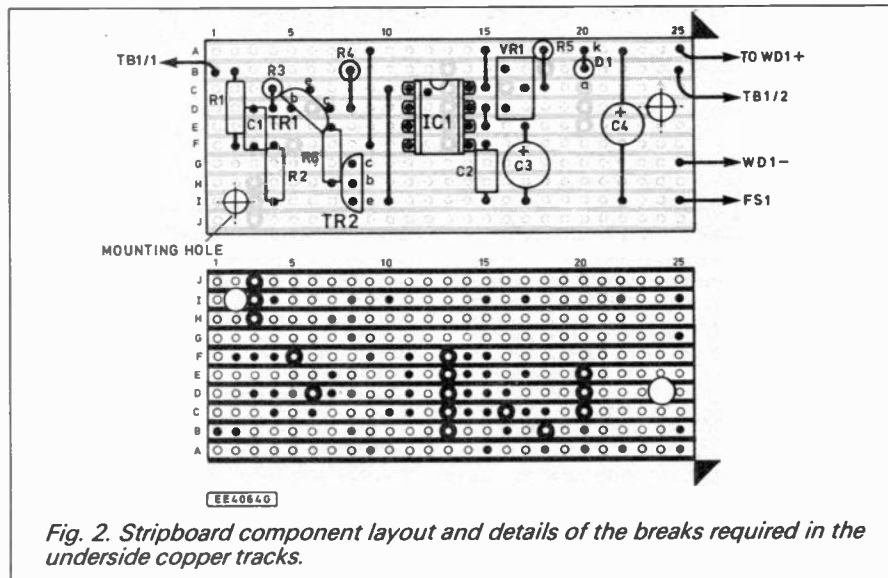 1 5 10 15 20 25
A
B
C
D
E
F
G
H
I
J
TB1/1
R1
C1
R3
b
e
c
TR1
R2
R6
R4
c
b
e
TR2
IC1
C2
VR1
C3
R5
k
D1
a
C4
TO WD1+
TB1/2
WD1-
FS1
MOUNTING HOLE
1 5 10 15 20 25
J
I
H
G
F
E
D
C
B
A
EE4064G
Fig. 2. Stripboard component layout and details of the breaks required in the
underside copper tracks.